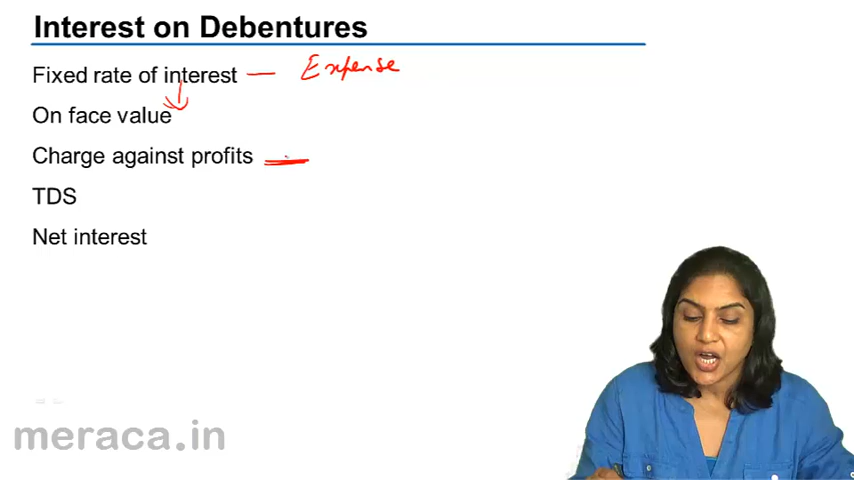 Interest on Debentures
Fixed rate of interest — Expense
On face value
Charge against profits
TDS
Net interest
meraca.in